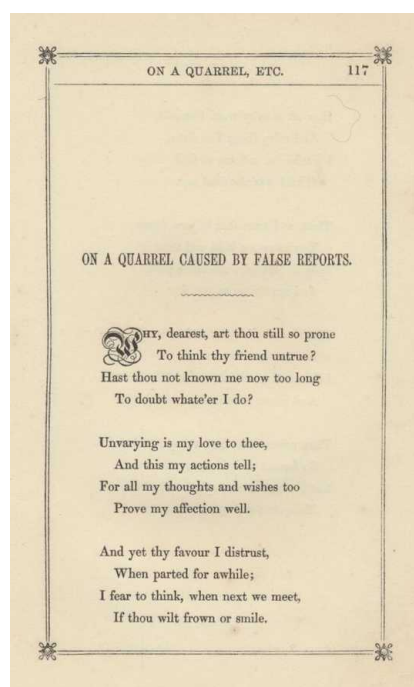 ON A QUARREL, ETC. 117
ON A QUARREL CAUSED BY FALSE REPORTS.
WHY, dearest, art thou still so prone
To think thy friend untrue?
Hast thou not known me now too long
To doubt whate'er I do?
Unvarying is my love to thee,
And this my actions tell;
For all my thoughts and wishes too
Prove my affection well.
And yet thy favour I distrust,
When parted for awhile;
I fear to think, when next we meet,
If thou wilt frown or smile.